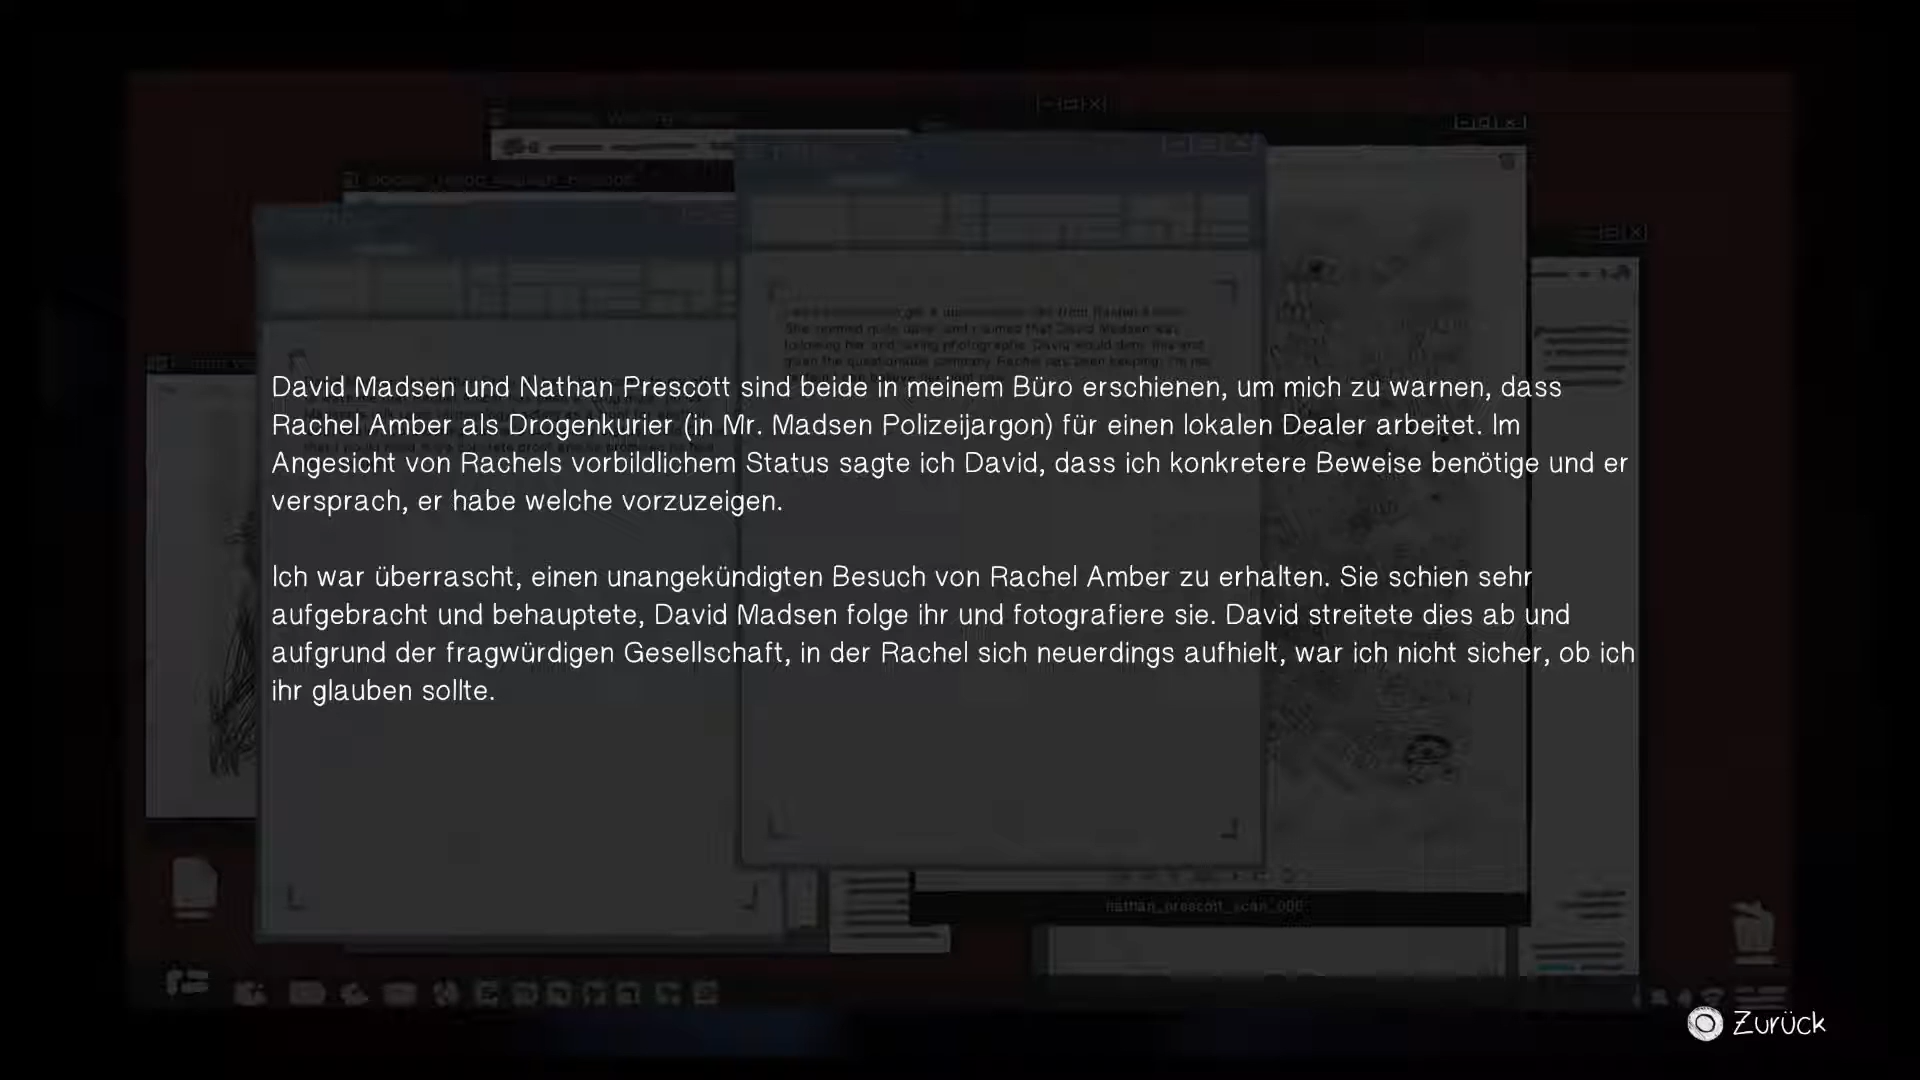 David Madsen und Nathan Prescott sind beide in meinem Büro erschienen, um mich zu warnen, dass
Rachel Amber als Drogenkurier (in Mr. Madsen Polizeijargon) für einen lokalen Dealer arbeitet. Im
Angesicht von Rachels vorbildlichem Status sagte ich David, dass ich konkretere Beweise benötige und er
versprach, er habe welche vorzuzeigen.
Ich war überrascht, einen unangekündigten Besuch von Rachel Amber zu erhalten. Sie schien sehr
aufgebracht und behauptete, David Madsen folge ihr und fotografiere sie. David streitete dies ab und
aufgrund der fragwürdigen Gesellschaft, in der Rachel sich neuerdings aufhielt, war ich nicht sicher, ob ich
ihr glauben sollte.
nathan_prescott_scan_006
Zurück